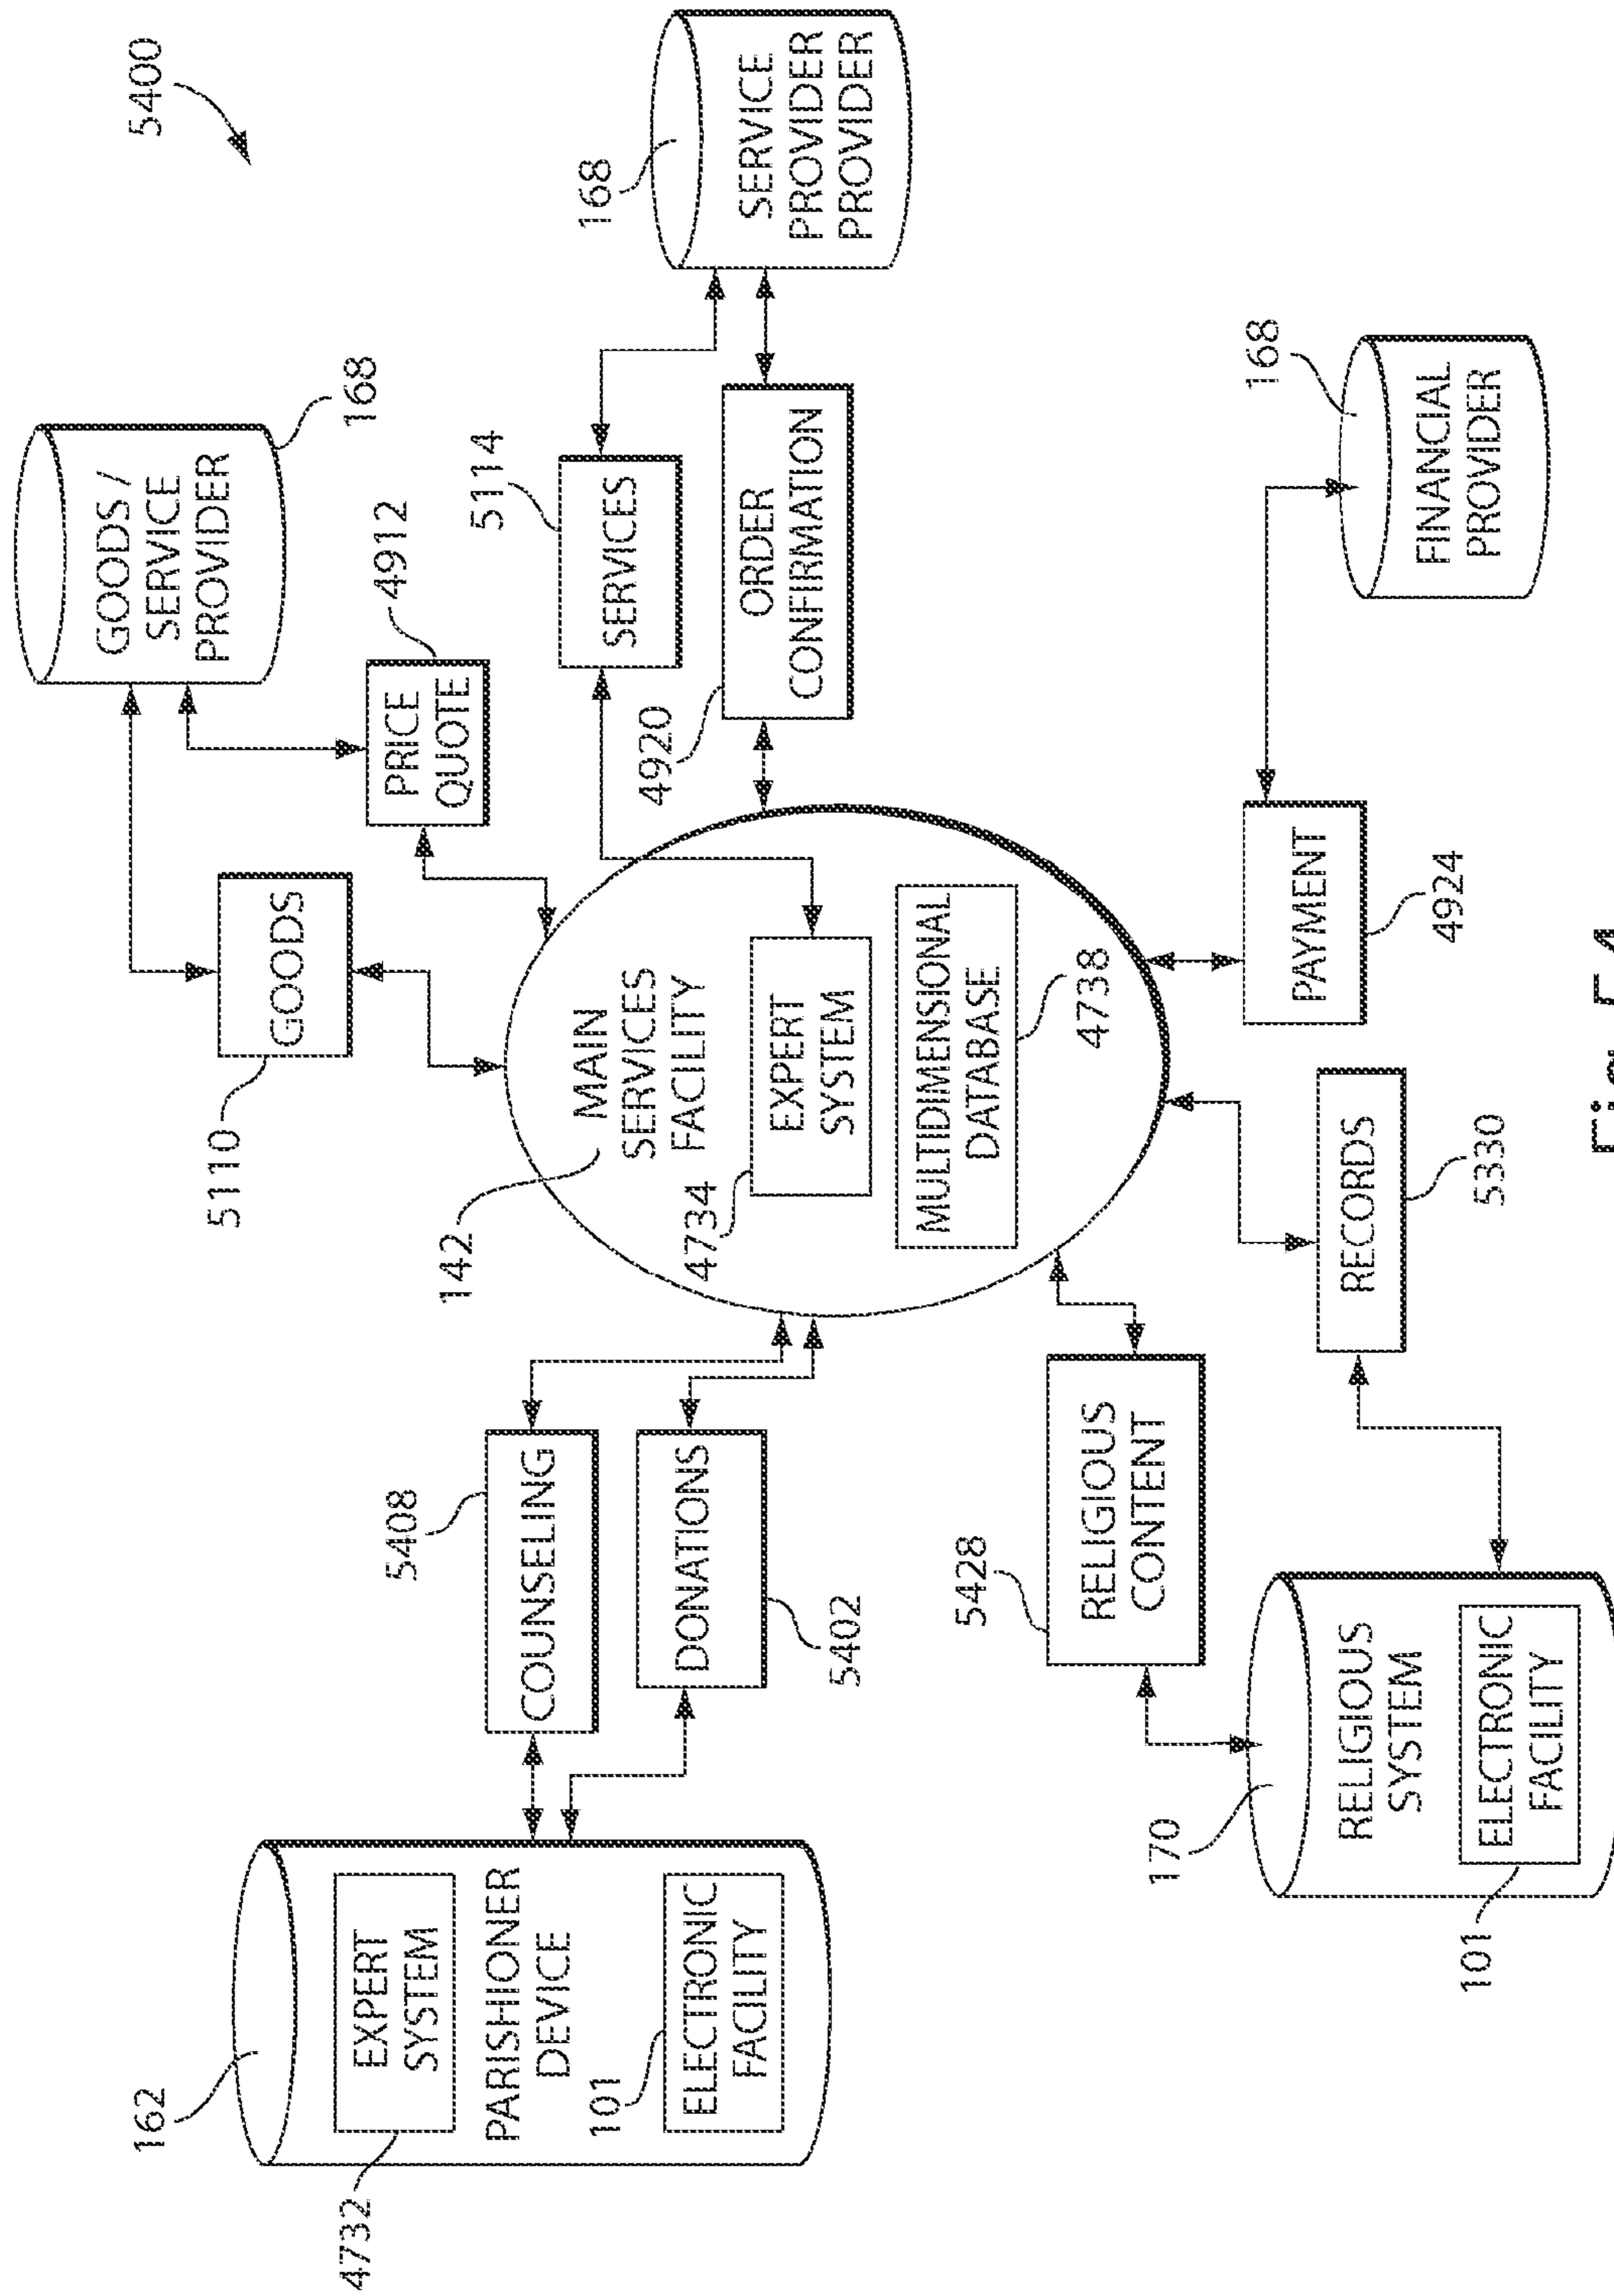 5400
GOODS /
SERVICE
PROVIDER
168
5110
GOODS
PRICE
QUOTE
4912
5114
SERVICES
168
SERVICE
PROVIDER
PROVIDER
4920
ORDER
CONFIRMATION
142
MAIN
SERVICES
FACILITY
4734
EXPERT
SYSTEM
MULTIDIMENSIONAL
DATABASE
4738
162
EXPERT
SYSTEM
4732
PARISHIONER
DEVICE
101
ELECTRONIC
FACILITY
5408
COUNSELING
DONATIONS
5402
5428
RELIGIOUS
CONTENT
170
RELIGIOUS
SYSTEM
ELECTRONIC
FACILITY
101
RECORDS
5330
PAYMENT
4924
168
FINANCIAL
PROVIDER